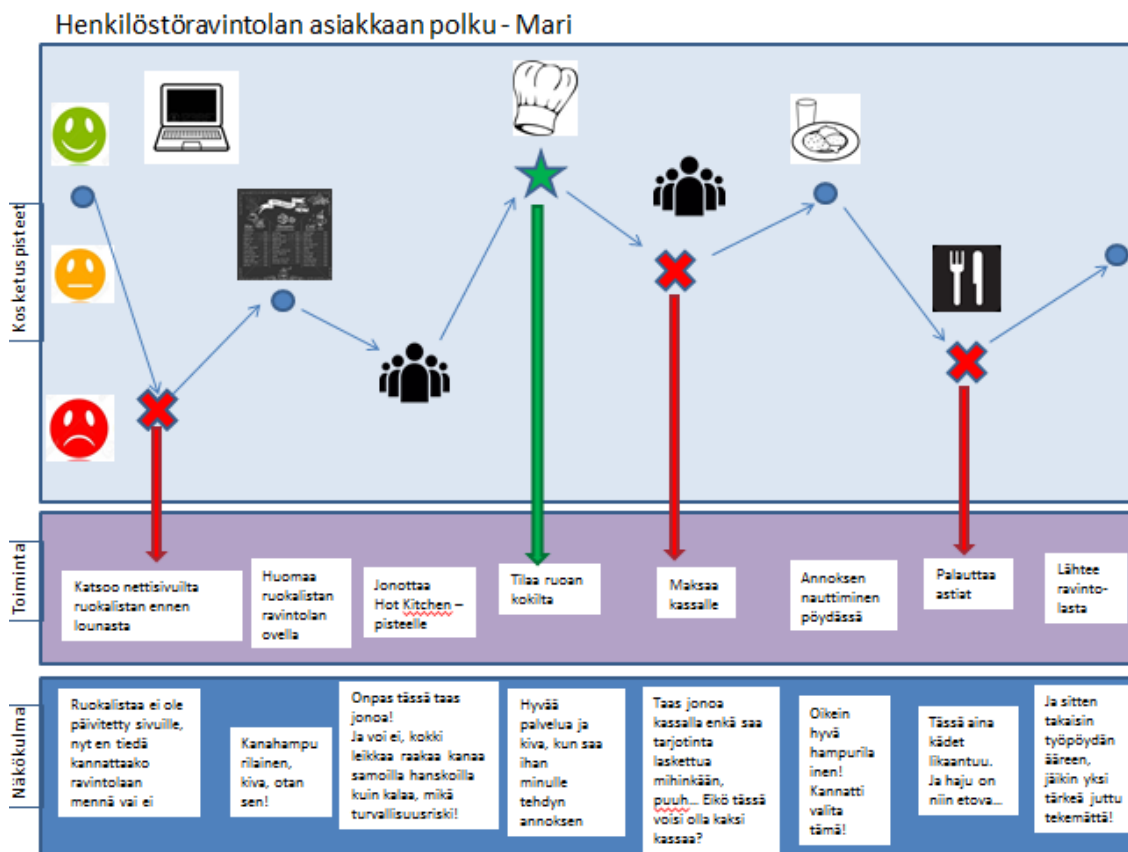 Henkilöstöravintolan asiakkaan polku - Mari
Kosketuspisteet
Toiminta
Katsoo nettisivuilta
ruokalistan ennen
lounasta
Huomaa
ruokalistan
ravintolan
ovella
Jonottaa
Hot Kitchen –
pisteelle
Tilaa ruoan
kokilta
Maksaa
kassalle
Annoksen
nauttiminen
pöydässä
Palauttaa
astiat
Lähtee
ravinto-
lasta
Näkökulma
Ruokalistaa ei ole
päivitetty sivuille,
nyt en tiedä
kannattaako
ravintolaan
mennä vai ei
Kanahampu
rilainen,
kiva, otan
sen!
Onpas tässä taas
jonoa!
Ja voi ei, kokki
leikkaa raakaa kanaa
samoilla hanskoilla
kuin kalaa, mikä
turvallisuusriski!
Hyvää
palvelua ja
kiva, kun saa
ihan
minulle
tehdyn
annoksen
Taas jonoa
kassalla enkä saa
tarjotinta
laskettua
mihinkään,
puuh... Eikö tässä
voisi olla kaksi
kassaa?
Oikein
hyvä
hampurila
inen!
Kannatti
valita
tämä!
Tässä aina
kädet
likaantuu.
Ja haju on
niin etova...
Ja sitten
takaisin
työpöydän
ääreen,
jäikin yksi
tärkeä juttu
tekemättä!